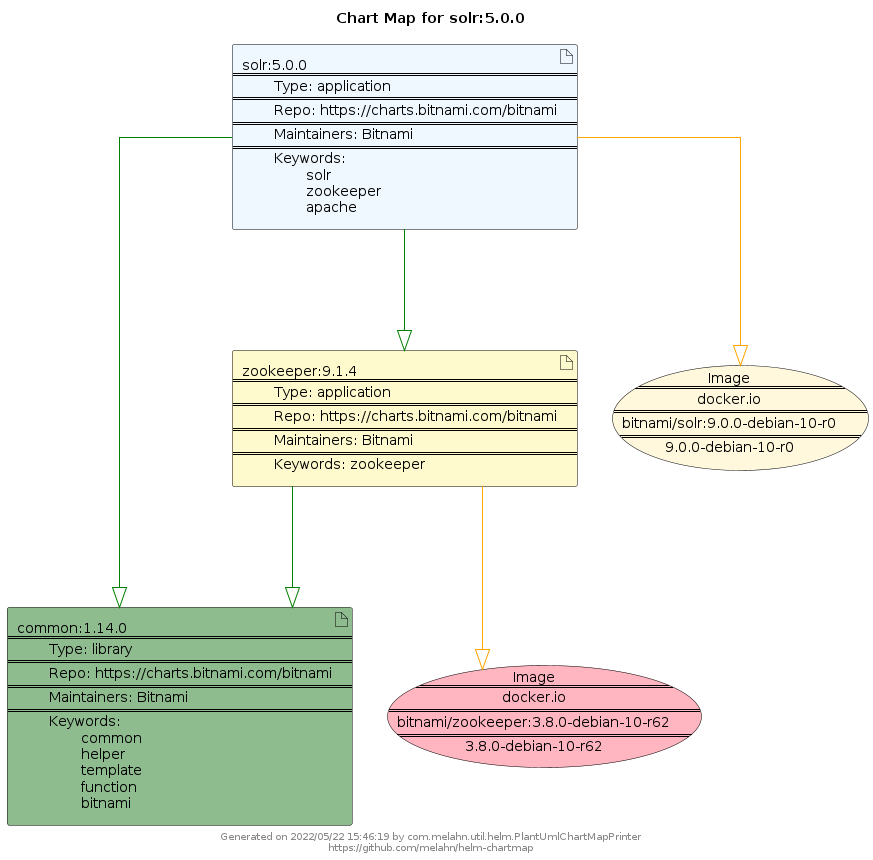 Chart Map for solr:5.0.0
solr:5.0.0
Type: application
Repo: https://charts.bitnami.com/bitnami
Maintainers: Bitnami
Keywords:
solr
zookeeper
apache
zookeeper:9.1.4
Type: application
Repo: https://charts.bitnami.com/bitnami
Maintainers: Bitnami
Keywords: zookeeper
Image
docker.io
bitnami/solr:9.0.0-debian-10-r0
9.0.0-debian-10-r0
common:1.14.0
Type: library
Repo: https://charts.bitnami.com/bitnami
Maintainers: Bitnami
Keywords:
common
helper
template
function
bitnami
Image
docker.io
bitnami/zookeeper:3.8.0-debian-10-r62
3.8.0-debian-10-r62
Generated on 2022/05/22 15:46:19 by com.melahn.util.helm.PlantUmlChartMapPrinter
https://github.com/melahn/helm-chartmap